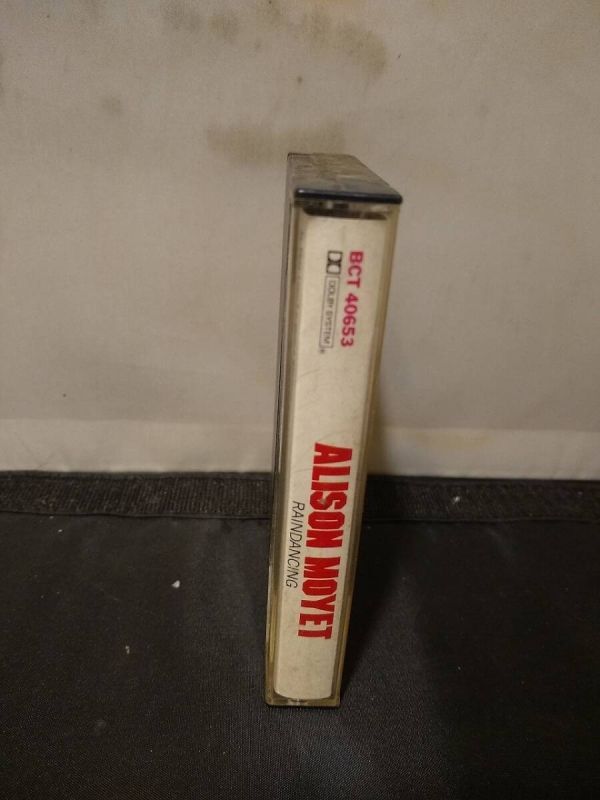 BCT 40653
DOLBY SYSTEM ®
ALISON MOYET
RAINDANCING